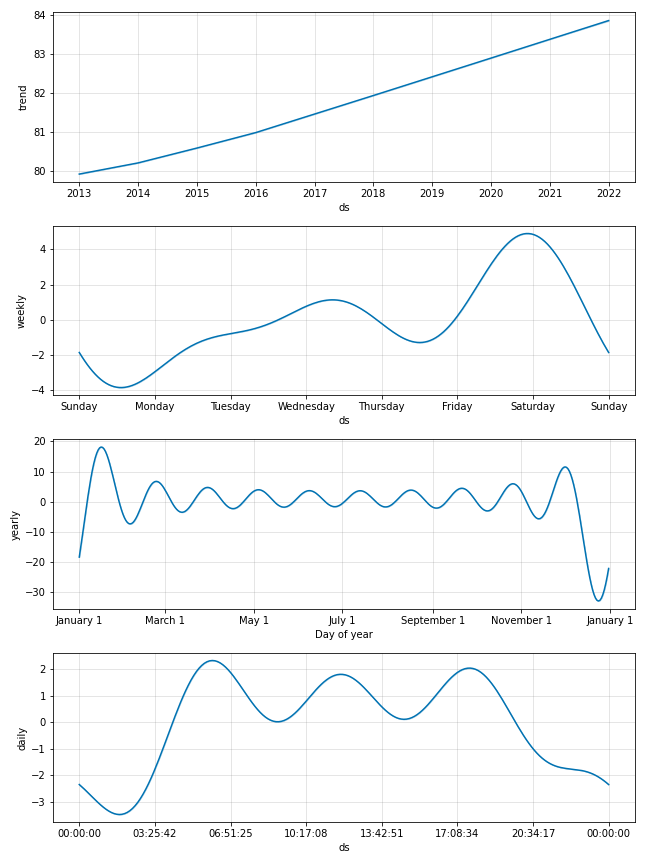 84
83
82
81
80
trend
2013 2014 2015 2016 2017 2018 2019 2020 2021 2022
ds
4
2
0
−2
−4
weekly
Sunday Monday Tuesday Wednesday Thursday Friday Saturday Sunday
ds
20
10
0
−10
−20
−30
yearly
January 1 March 1 May 1 July 1 September 1 November 1 January 1
Day of year
2
1
0
−1
−2
−3
daily
00:00:00 03:25:42 06:51:25 10:17:08 13:42:51 17:08:34 20:34:17 00:00:00
ds